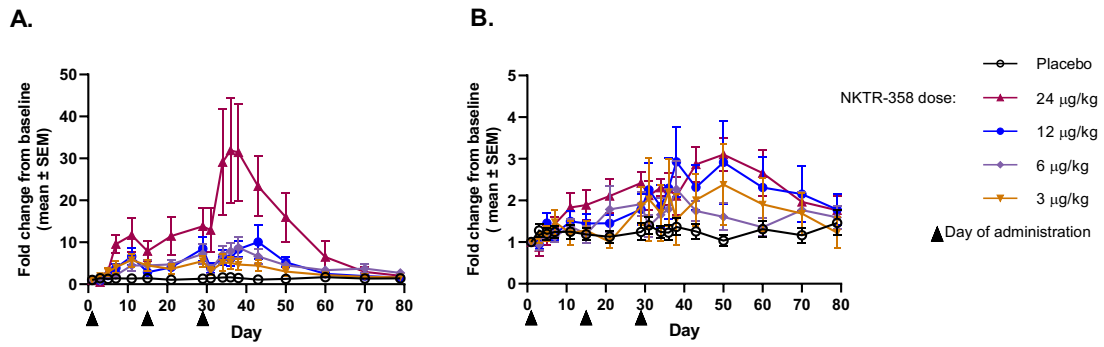 A.
Fold change from baseline
(mean ± SEM)
50
40
30
20
10
0
0 10 20 30 40 50 60 70 80
Day
B.
Fold change from baseline
( mean ± SEM)
5
4
3
2
1
0
0 10 20 30 40 50 60 70 80
Day
Placebo
NKTR-358 dose:
24 μg/kg
12 μg/kg
6 μg/kg
3 μg/kg
Day of administration